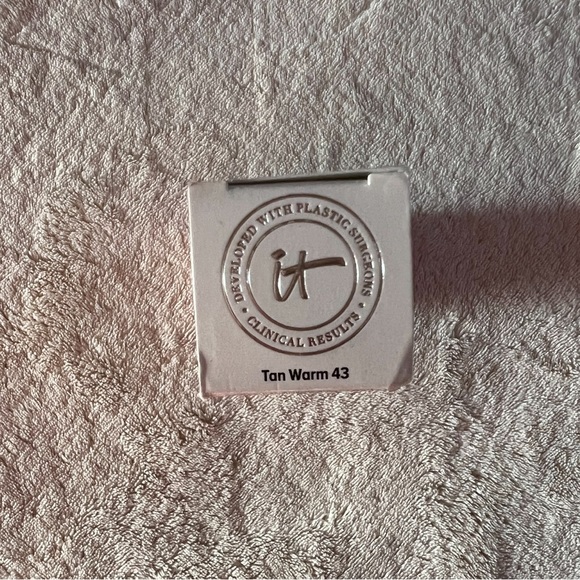 DEVELOPED WITH PLASTIC SURGEONS
it
• CLINICAL RESULTS •
Tan Warm 43